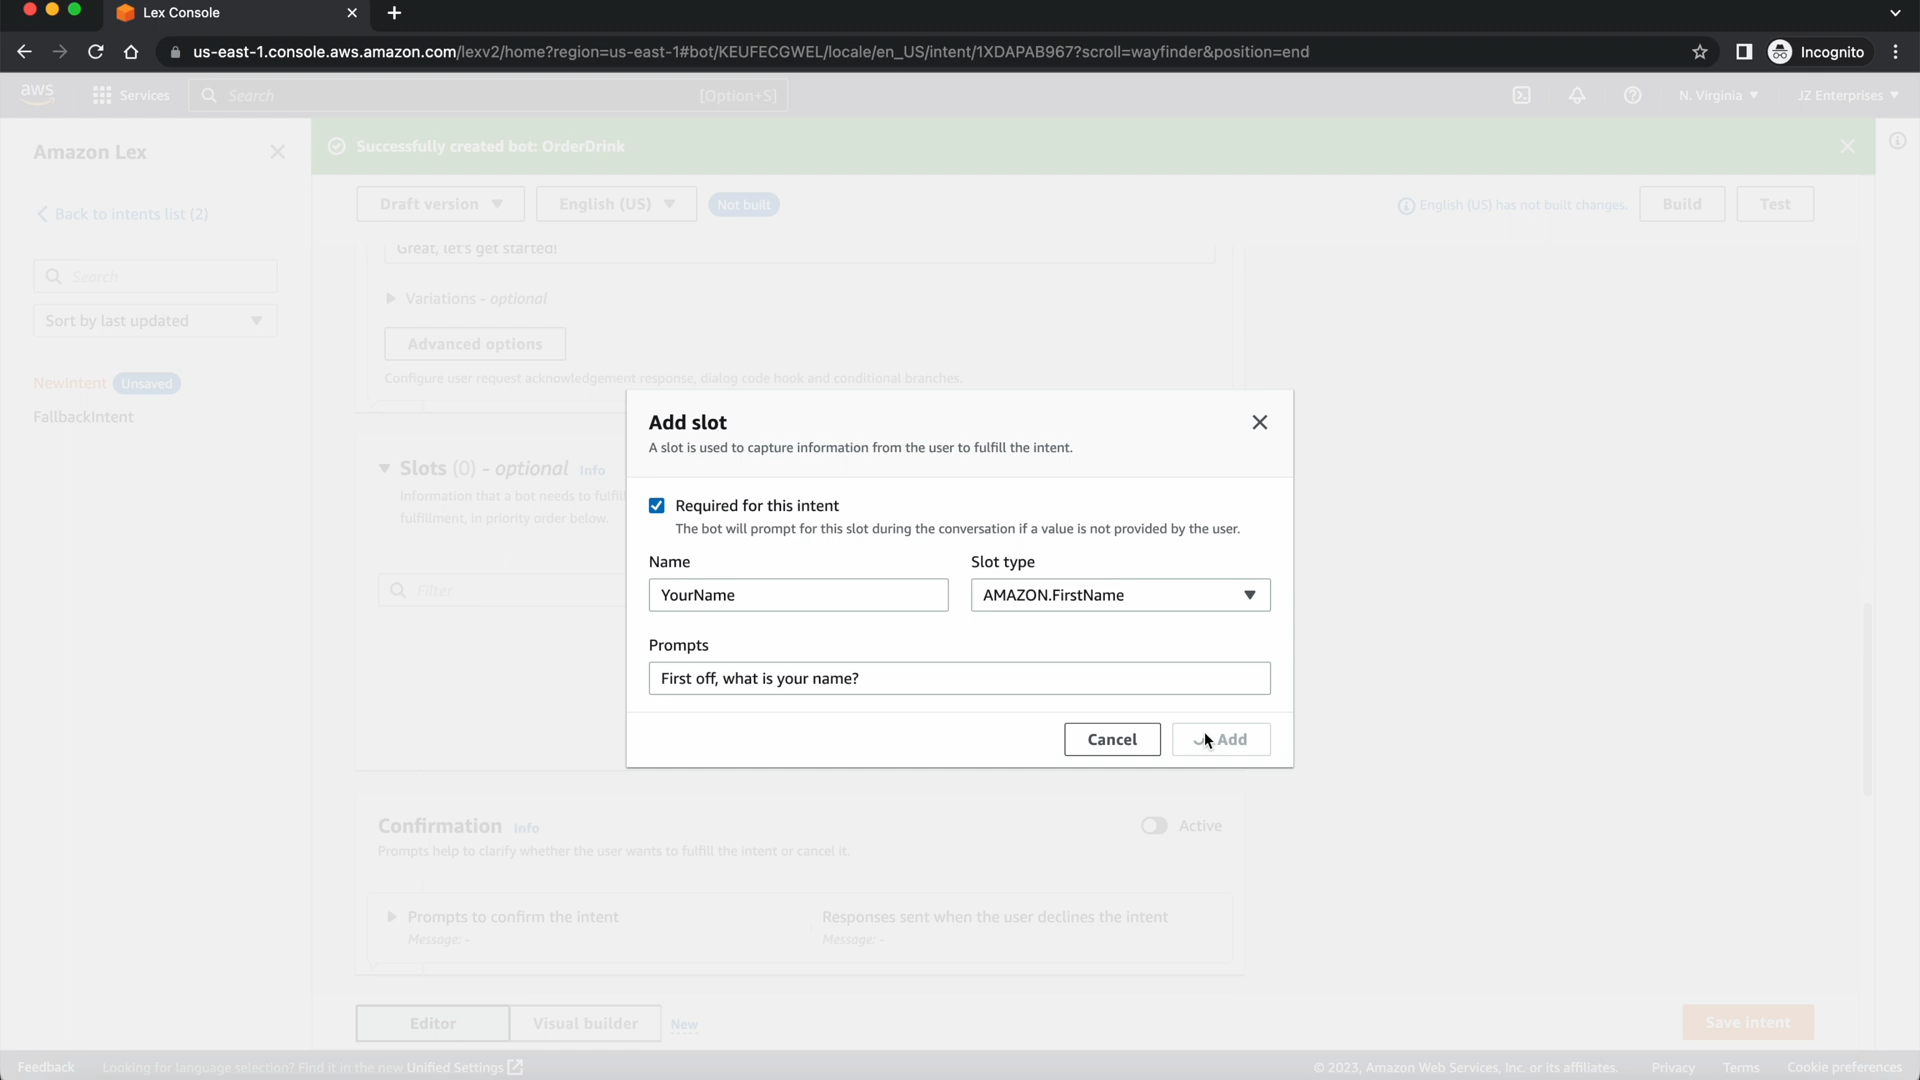 Lex Console
us-east-1.console.aws.amazon.com/lexv2/home?region=us-east-1#bot/KEUFECGWEL/locale/en_US/intent/1XDAPAB967?scroll=wayfinder&position=end
Incognito
aws
Services
Search
[Option+S]
N. Virginia
JZ Enterprises
Amazon Lex
Successfully created bot: OrderDrink
Back to intents list (2)
Draft version
English (US)
Not built
English (US) has not built changes.
Build
Test
Great, let's get started!
Search
Variations - optional
Sort by last updated
Advanced options
Configure user request acknowledgement response, dialog code hook and conditional branches.
NewIntent
Unsaved
FallbackIntent
Add slot
A slot is used to capture information from the user to fulfill the intent.
Slots (0) - optional
Info
Information that a bot needs to fulfill
fulfillment, in priority order below.
Required for this intent
The bot will prompt for this slot during the conversation if a value is not provided by the user.
Name
Slot type
Filter
YourName
AMAZON.FirstName
Prompts
First off, what is your name?
Cancel
Add
Confirmation
Info
Active
Prompts help to clarify whether the user wants to fulfill the intent or cancel it.
Prompts to confirm the intent
Message: -
Responses sent when the user declines the intent
Message: -
Editor
Visual builder
New
Save intent
Feedback
Looking for language selection? Find it in the new Unified Settings
© 2023, Amazon Web Services, Inc. or its affiliates.
Privacy
Terms
Cookie preferences